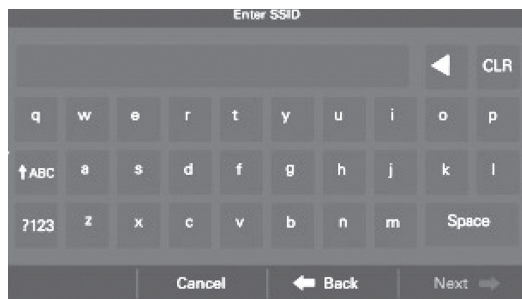 Enter SSID
CLR
q w e r t y u i o p
ABC a s d f g h j k l
?123 z x c v b n m Space
Cancel Back Next